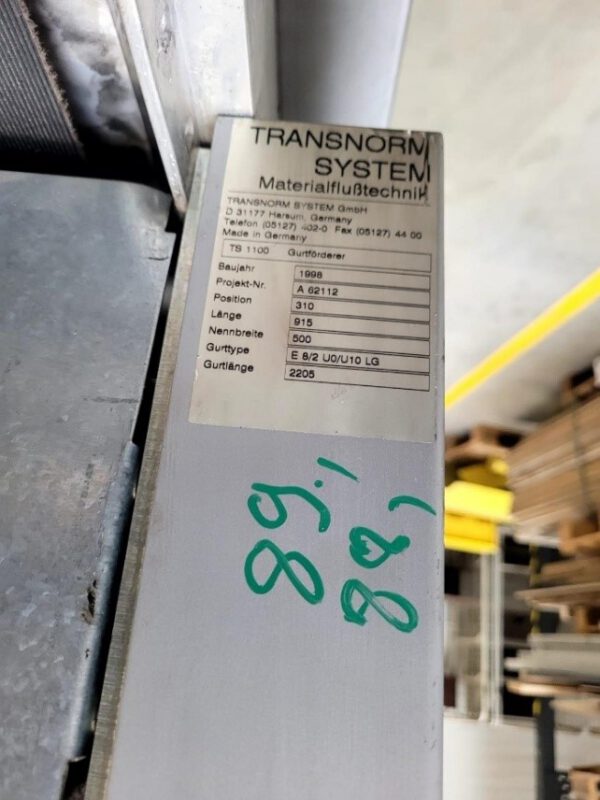 TRANSNORM
SYSTEM
Materialflußtechnik
TRANSNORM SYSTEM GmbH
D 31177 Harsum, Germany
Telefon (05127) 402-0 Fax (05127) 44 00
Made in Germany
TS 1100 Gurtförderer
Baujahr 1998
Projekt-Nr. A 62112
Position 310
Länge 915
Nennbreite 500
Gurttype E 8/2 U0/U10 LG
Gurtlänge 2205